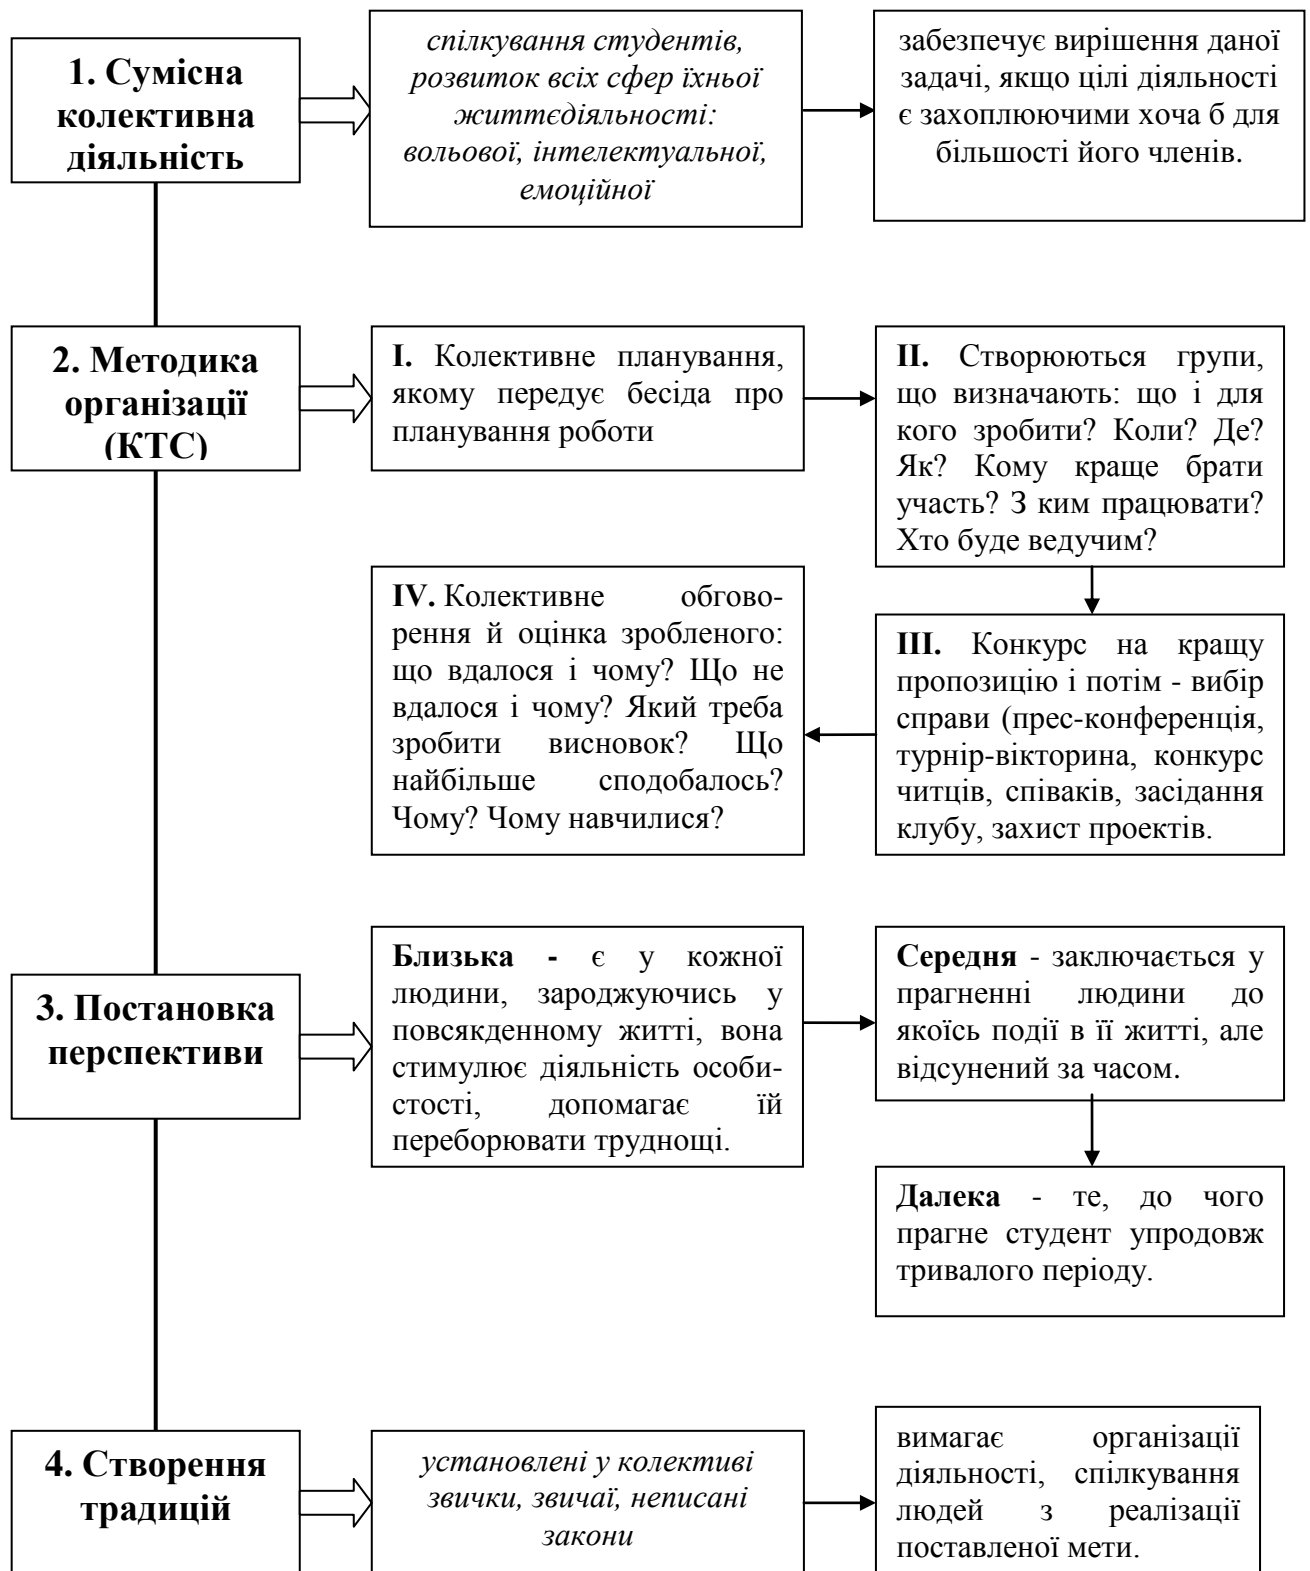 1. Сумісна
колективна
діяльність
спілкування студентів,
розвиток всіх сфер їхньої
життєдіяльності:
вольової, інтелектуальної,
емоційної
забезпечує вирішення даної
задачі, якщо цілі діяльності
є захоплюючими хоча б для
більшості його членів.
2. Методика
організації
(КТС)
I. Колективне планування,
якому передує бесіда про
планування роботи
II. Створюються групи,
що визначають: що і для
кого зробити? Коли? Де?
Як? Кому краще брати
участь? З ким працювати?
Хто буде ведучим?
III. Конкурс на кращу
пропозицію і потім - вибір
справи (прес-конференція,
турнір-вікторина, конкурс
читців, співаків, засідання
клубу, захист проектів.
IV. Колективне обгово-
рення й оцінка зробленого:
що вдалося і чому? Що не
вдалося і чому? Який треба
зробити висновок? Що
найбільше сподобалось?
Чому? Чому навчилися?
3. Постановка
перспективи
Близька - є у кожної
людини, зароджуючись у
повсякденному житті, вона
стимулює діяльність особи-
стості, допомагає їй
переборювати труднощі.
Середня - заключається у
прагненні людини до
якоїсь події в її житті, але
відсунений за часом.
Далека - те, до чого
прагне студент упродовж
тривалого періоду.
4. Створення
традицій
установлені у колективі
звички, звичаї, неписані
закони
вимагає організації
діяльності, спілкування
людей з реалізації
поставленої мети.